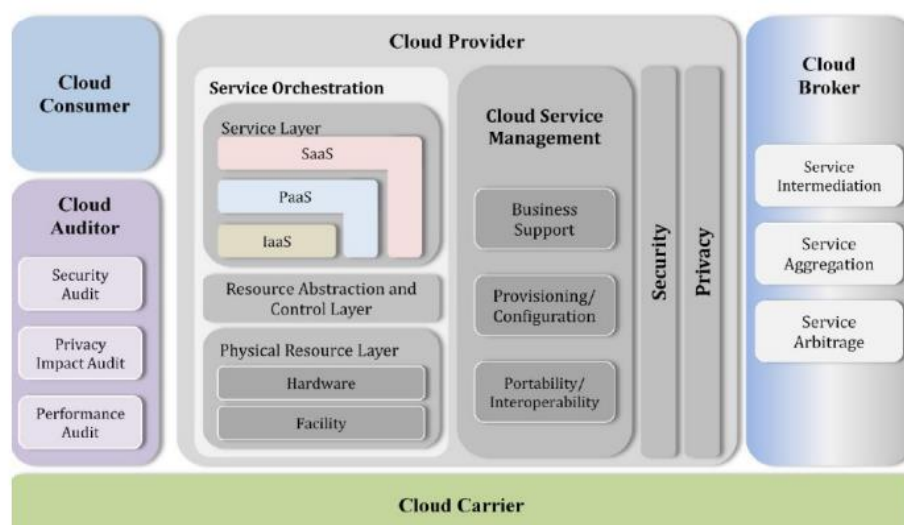 Cloud
Consumer
Cloud
Auditor
Security
Audit
Privacy
Impact Audit
Performance
Audit
Cloud Provider
Service Orchestration
Service Layer
SaaS
PaaS
IaaS
Resource Abstraction and
Control Layer
Physical Resource Layer
Hardware
Facility
Cloud Service
Management
Business
Support
Provisioning/
Configuration
Portability/
Interoperability
Security
Privacy
Cloud
Broker
Service
Intermediation
Service
Aggregation
Service
Arbitrage
Cloud Carrier